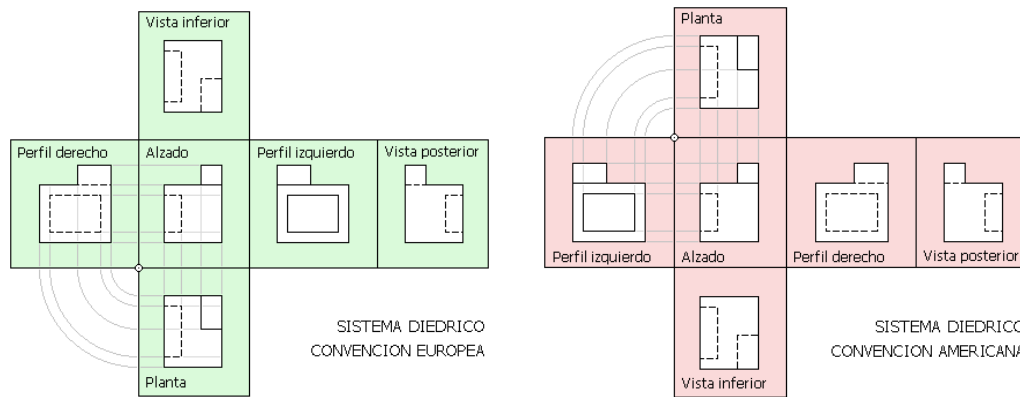 Vista inferior
Perfil derecho
Alzado
Perfil izquierdo
Vista posterior
SISTEMA DIEDRICO
CONVENCION EUROPEA
Planta
Planta
Perfil izquierdo
Alzado
Perfil derecho
Vista posterior
SISTEMA DIEDRICO
CONVENCION AMERICANA
Vista inferior